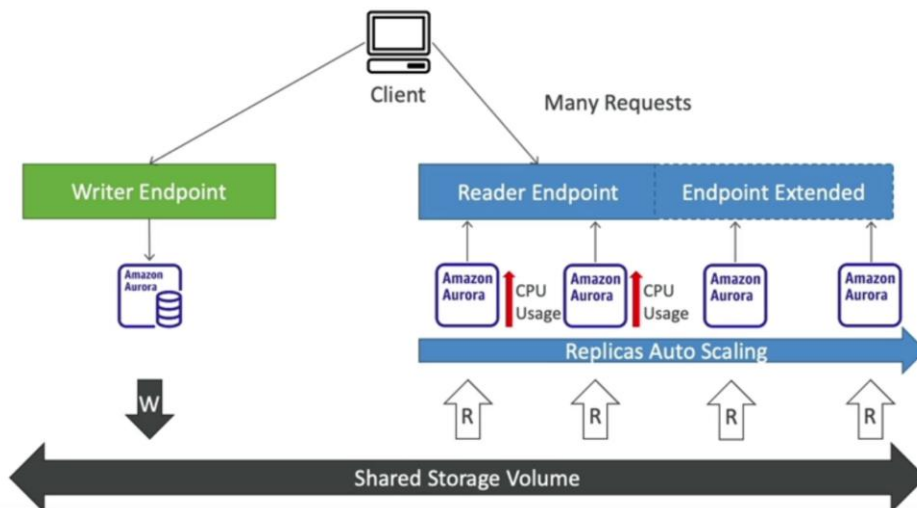 Client
Many Requests
Writer Endpoint
Reader Endpoint
Endpoint Extended
Amazon
Aurora
Amazon
Aurora
CPU
Usage
Amazon
Aurora
CPU
Usage
Amazon
Aurora
Amazon
Aurora
Replicas Auto Scaling
W
R
R
R
R
Shared Storage Volume